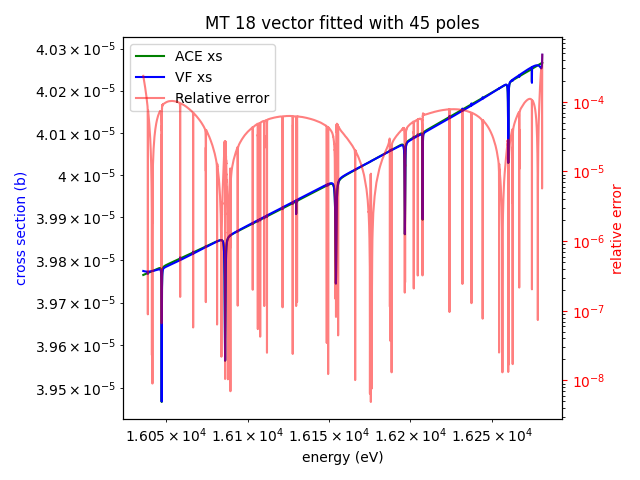 MT 18 vector fitted with 45 poles
ACE xs
VF xs
Relative error
4.03 × 10⁻⁵
4.02 × 10⁻⁵
4.01 × 10⁻⁵
4 × 10⁻⁵
3.99 × 10⁻⁵
3.98 × 10⁻⁵
3.97 × 10⁻⁵
3.96 × 10⁻⁵
3.95 × 10⁻⁵
cross section (b)
10⁻⁴
10⁻⁵
10⁻⁶
10⁻⁷
10⁻⁸
relative error
1.605 × 10⁴ 1.61 × 10⁴ 1.615 × 10⁴ 1.62 × 10⁴ 1.625 × 10⁴
energy (eV)